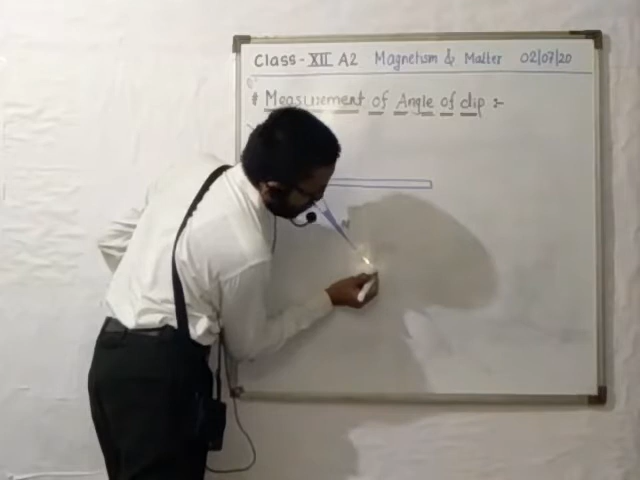 Class - XII A2 Magnetism & Matter 02/07/20
# Measurement of Angle of dip :-
N